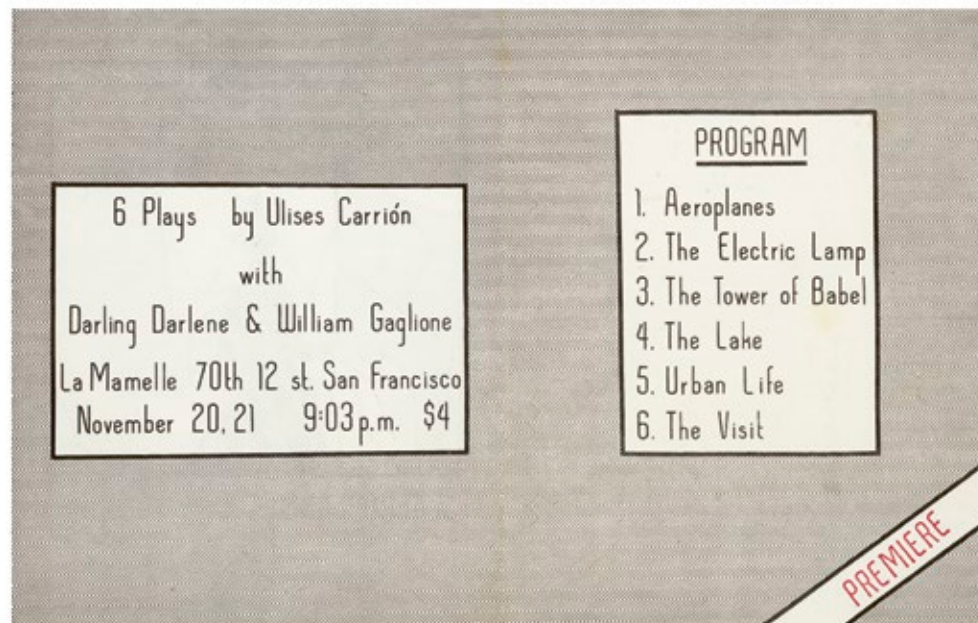 6 Plays by Ulises Carrión
with
Darling Darlene & William Gaglione
La Mamelle 70th 12 st. San Francisco
November 20, 21 9:03 p.m. $4
PROGRAM
1. Aeroplanes
2. The Electric Lamp
3. The Tower of Babel
4. The Lake
5. Urban Life
6. The Visit
PREMIERE